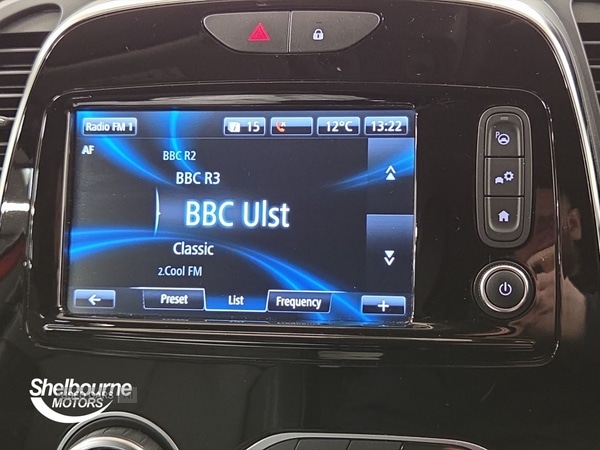 Radio FM 1
15
12°C
13:22
AF
BBC R2
BBC R3
BBC Ulst
Classic
2.Cool FM
Preset
List
Frequency
Shelbourne
MOTORS